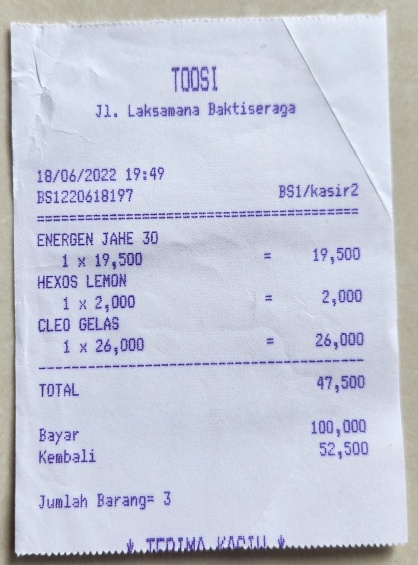 TOOSI
Jl. Laksamana Baktiseraga
18/06/2022 19:49
BS1220618197 BS1/kasir2
========================================
ENERGEN JAHE 30
1 x 19,500 = 19,500
HEXOS LEMON
1 x 2,000 = 2,000
CLEO GELAS
1 x 26,000 = 26,000
----------------------------------------
TOTAL 47,500
Bayar 100,000
Kembali 52,500
Jumlah Barang= 3
* TERIMA KASIH *